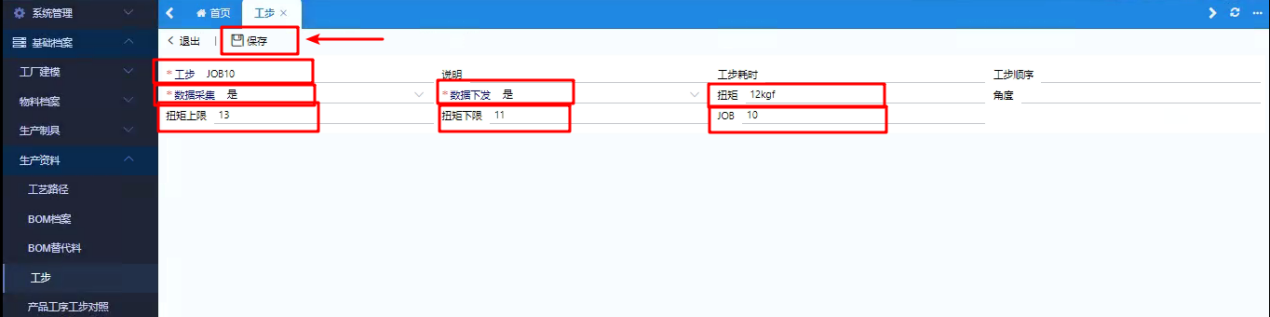 系统管理
首页 工步 ×
基础档案
退出 | 保存
工厂建模
* 工步 JOB10 说明 工步耗时 工步顺序
物料档案
* 数据采集 是 * 数据下发 是 扭矩 12kgf 角度
扭矩上限 13 扭矩下限 11 JOB 10
生产制具
生产资料
工艺路径
BOM档案
BOM替代料
工步
产品工序工步对照